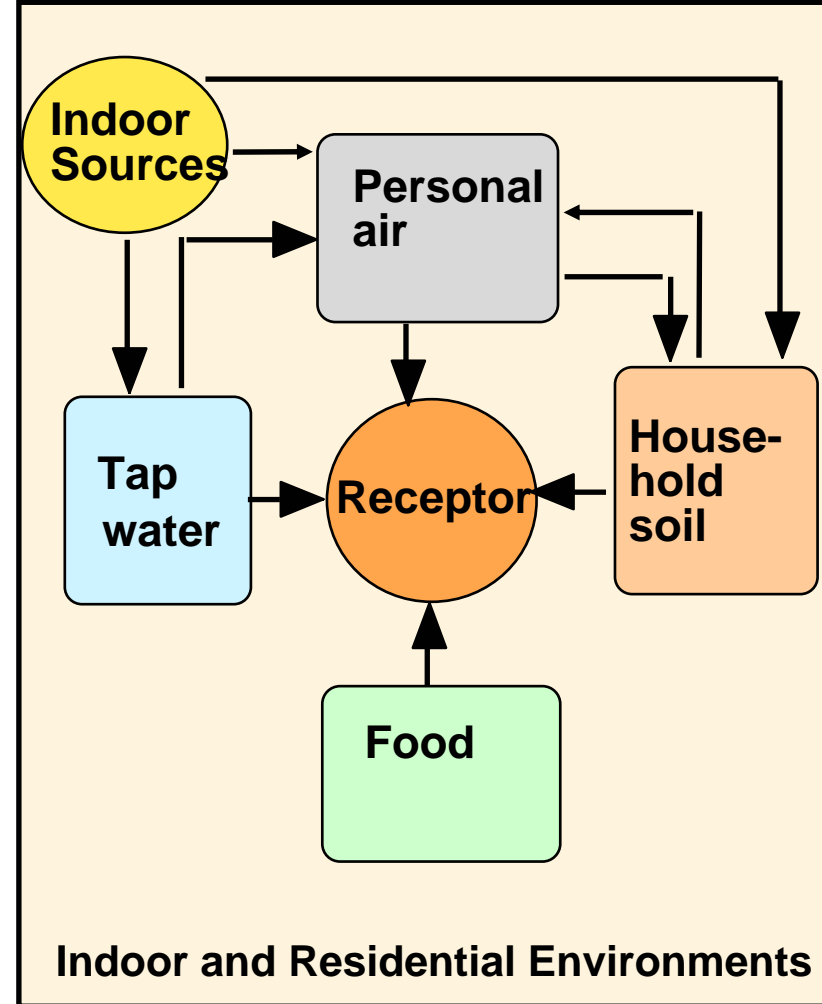 Indoor
Sources
Personal
air
Tap
water
Receptor
House-
hold
soil
Food
Indoor and Residential Environments